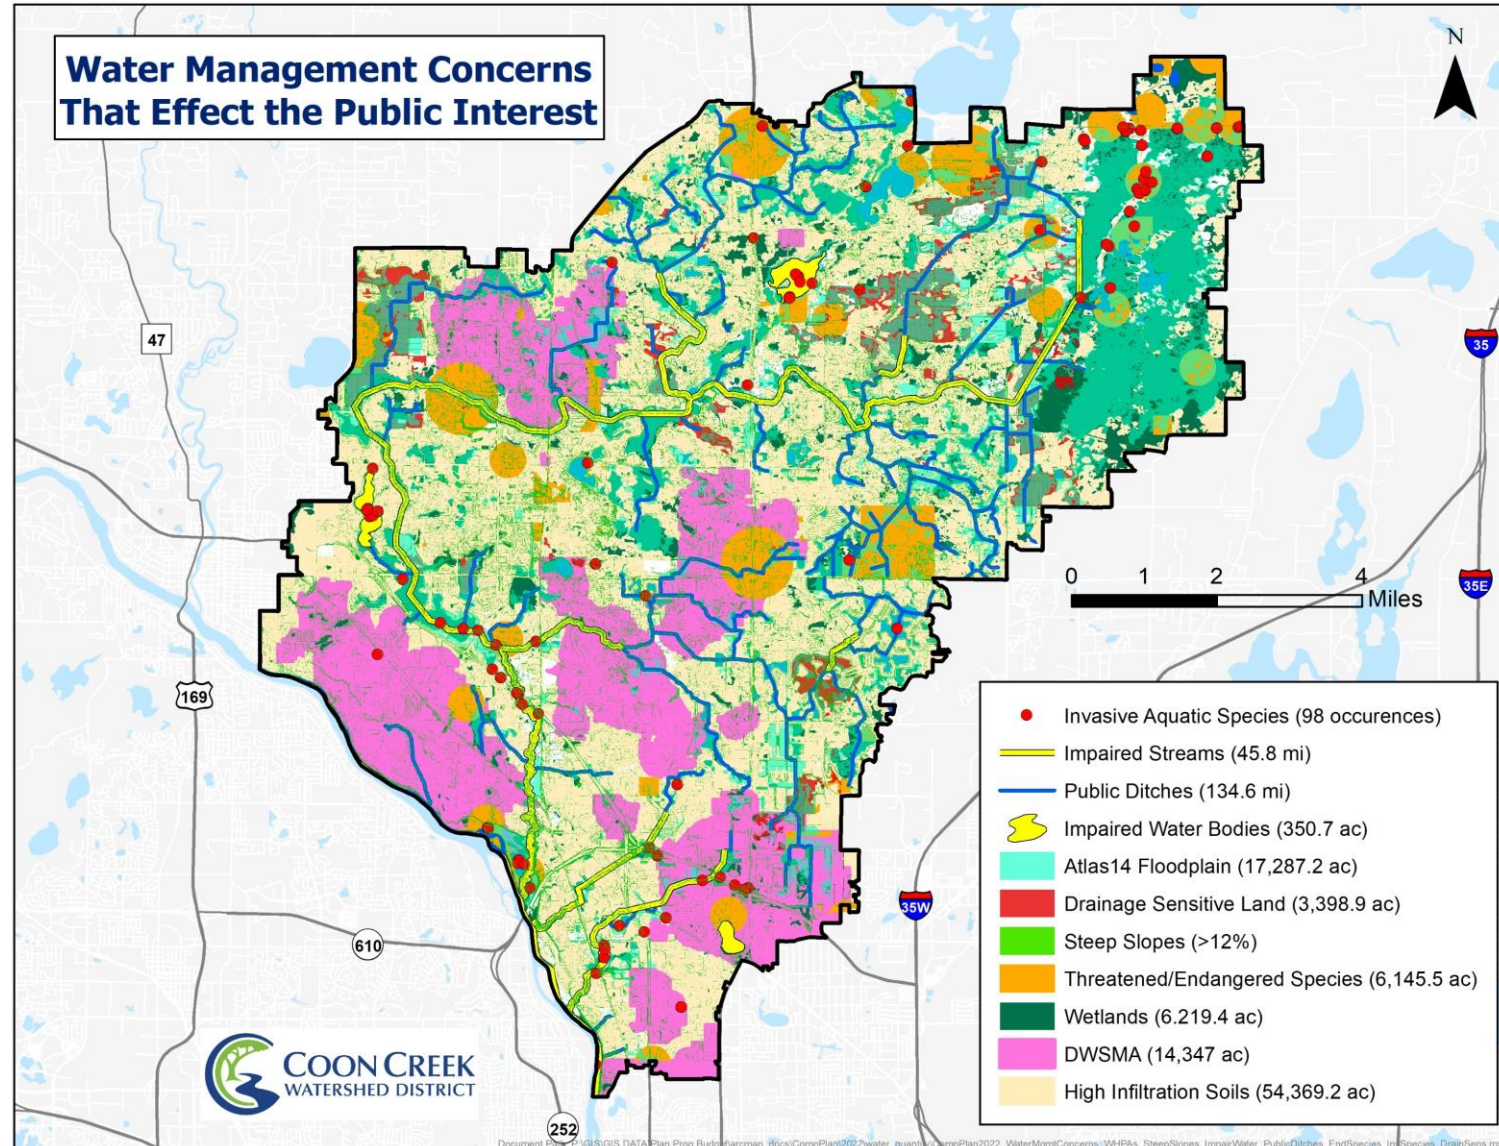 Water Management Concerns
That Effect the Public Interest
N
47
35
35E
0 1 2 4
Miles
169
Invasive Aquatic Species (98 occurences)
Impaired Streams (45.8 mi)
Public Ditches (134.6 mi)
Impaired Water Bodies (350.7 ac)
Atlas14 Floodplain (17,287.2 ac)
Drainage Sensitive Land (3,398.9 ac)
Steep Slopes (>12%)
Threatened/Endangered Species (6,145.5 ac)
Wetlands (6.219.4 ac)
DWSMA (14,347 ac)
High Infiltration Soils (54,369.2 ac)
35W
610
COON CREEK
WATERSHED DISTRICT
252